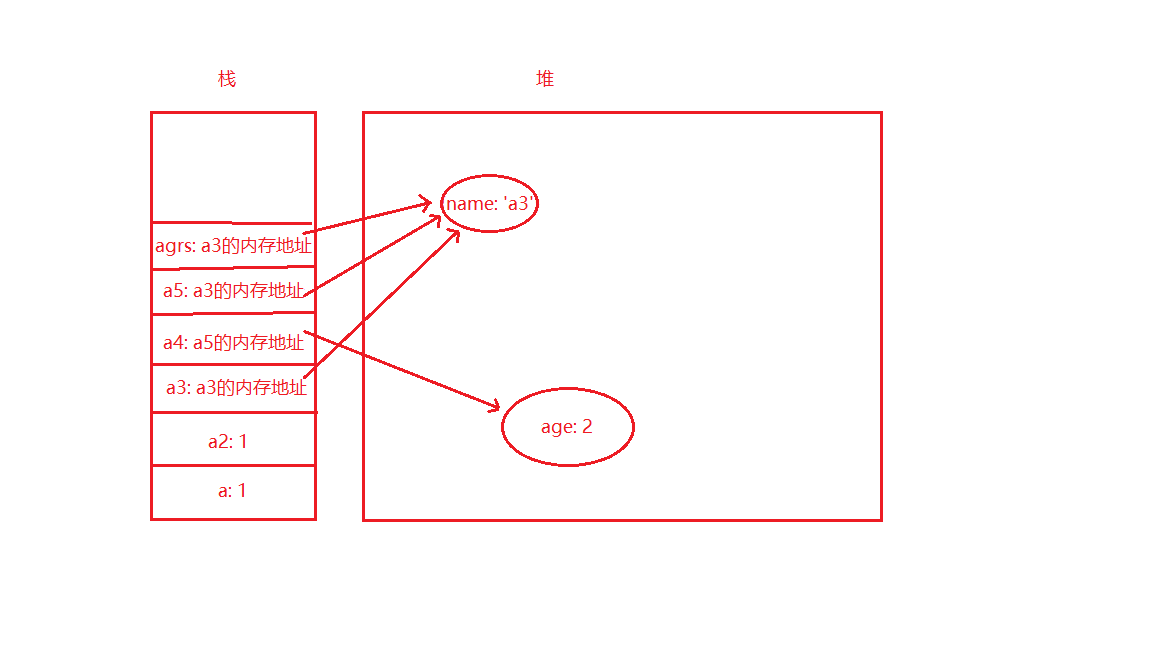 栈
堆
name: 'a3'
agrs: a3的内存地址
a5: a3的内存地址
a4: a5的内存地址
a3: a3的内存地址
age: 2
a2: 1
a: 1